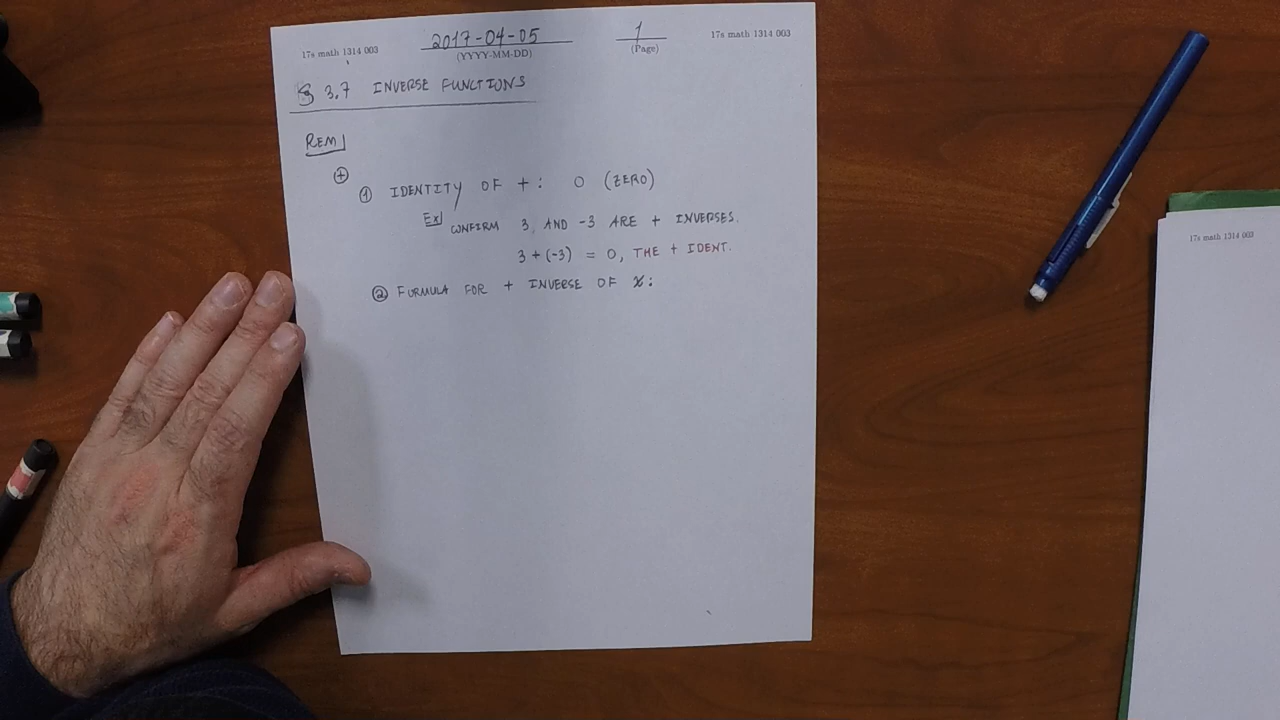 17s math 1314 003 2017-04-05 1 17s math 1314 003
(YYYY-MM-DD) (Page)
§ 3.7 INVERSE FUNCTIONS
REM
+
① IDENTITY OF + : 0 (ZERO)
Ex CONFIRM 3 AND -3 ARE + INVERSES.
3 + (-3) = 0, THE + IDENT.
② FORMULA FOR + INVERSE OF x:
17s math 1314 003